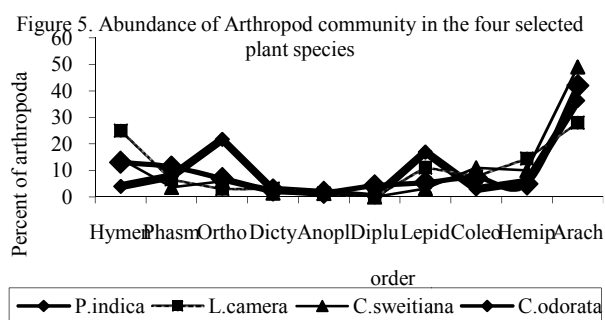 Figure 5. Abundance of Arthropod community in the four selected
plant species
60
50
40
30
20
10
0
Percent of arthropoda
Hymen Phasm Ortho Dicty Anopl Diplu Lepid Coleo Hemip Arach
order
P.indica L.camera C.sweitiana C.odorata